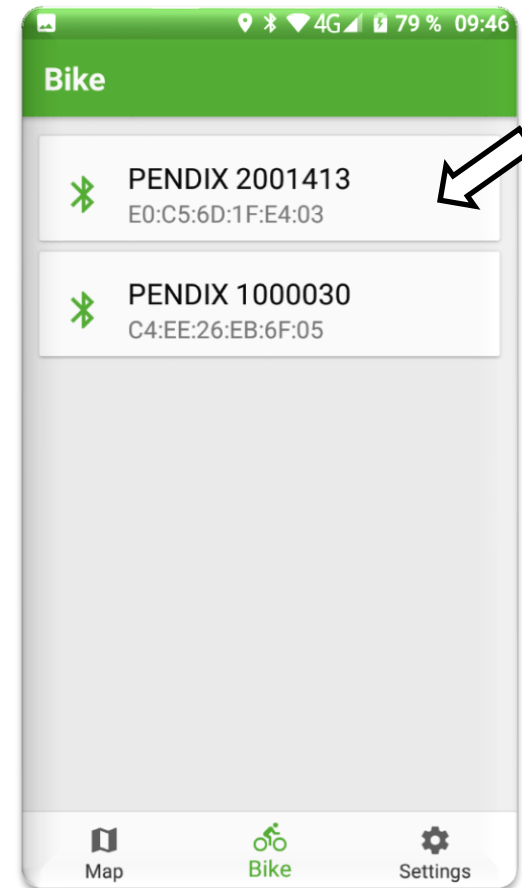 4G 79 % 09:46
Bike
PENDIX 2001413
E0:C5:6D:1F:E4:03
PENDIX 1000030
C4:EE:26:EB:6F:05
Map Bike Settings